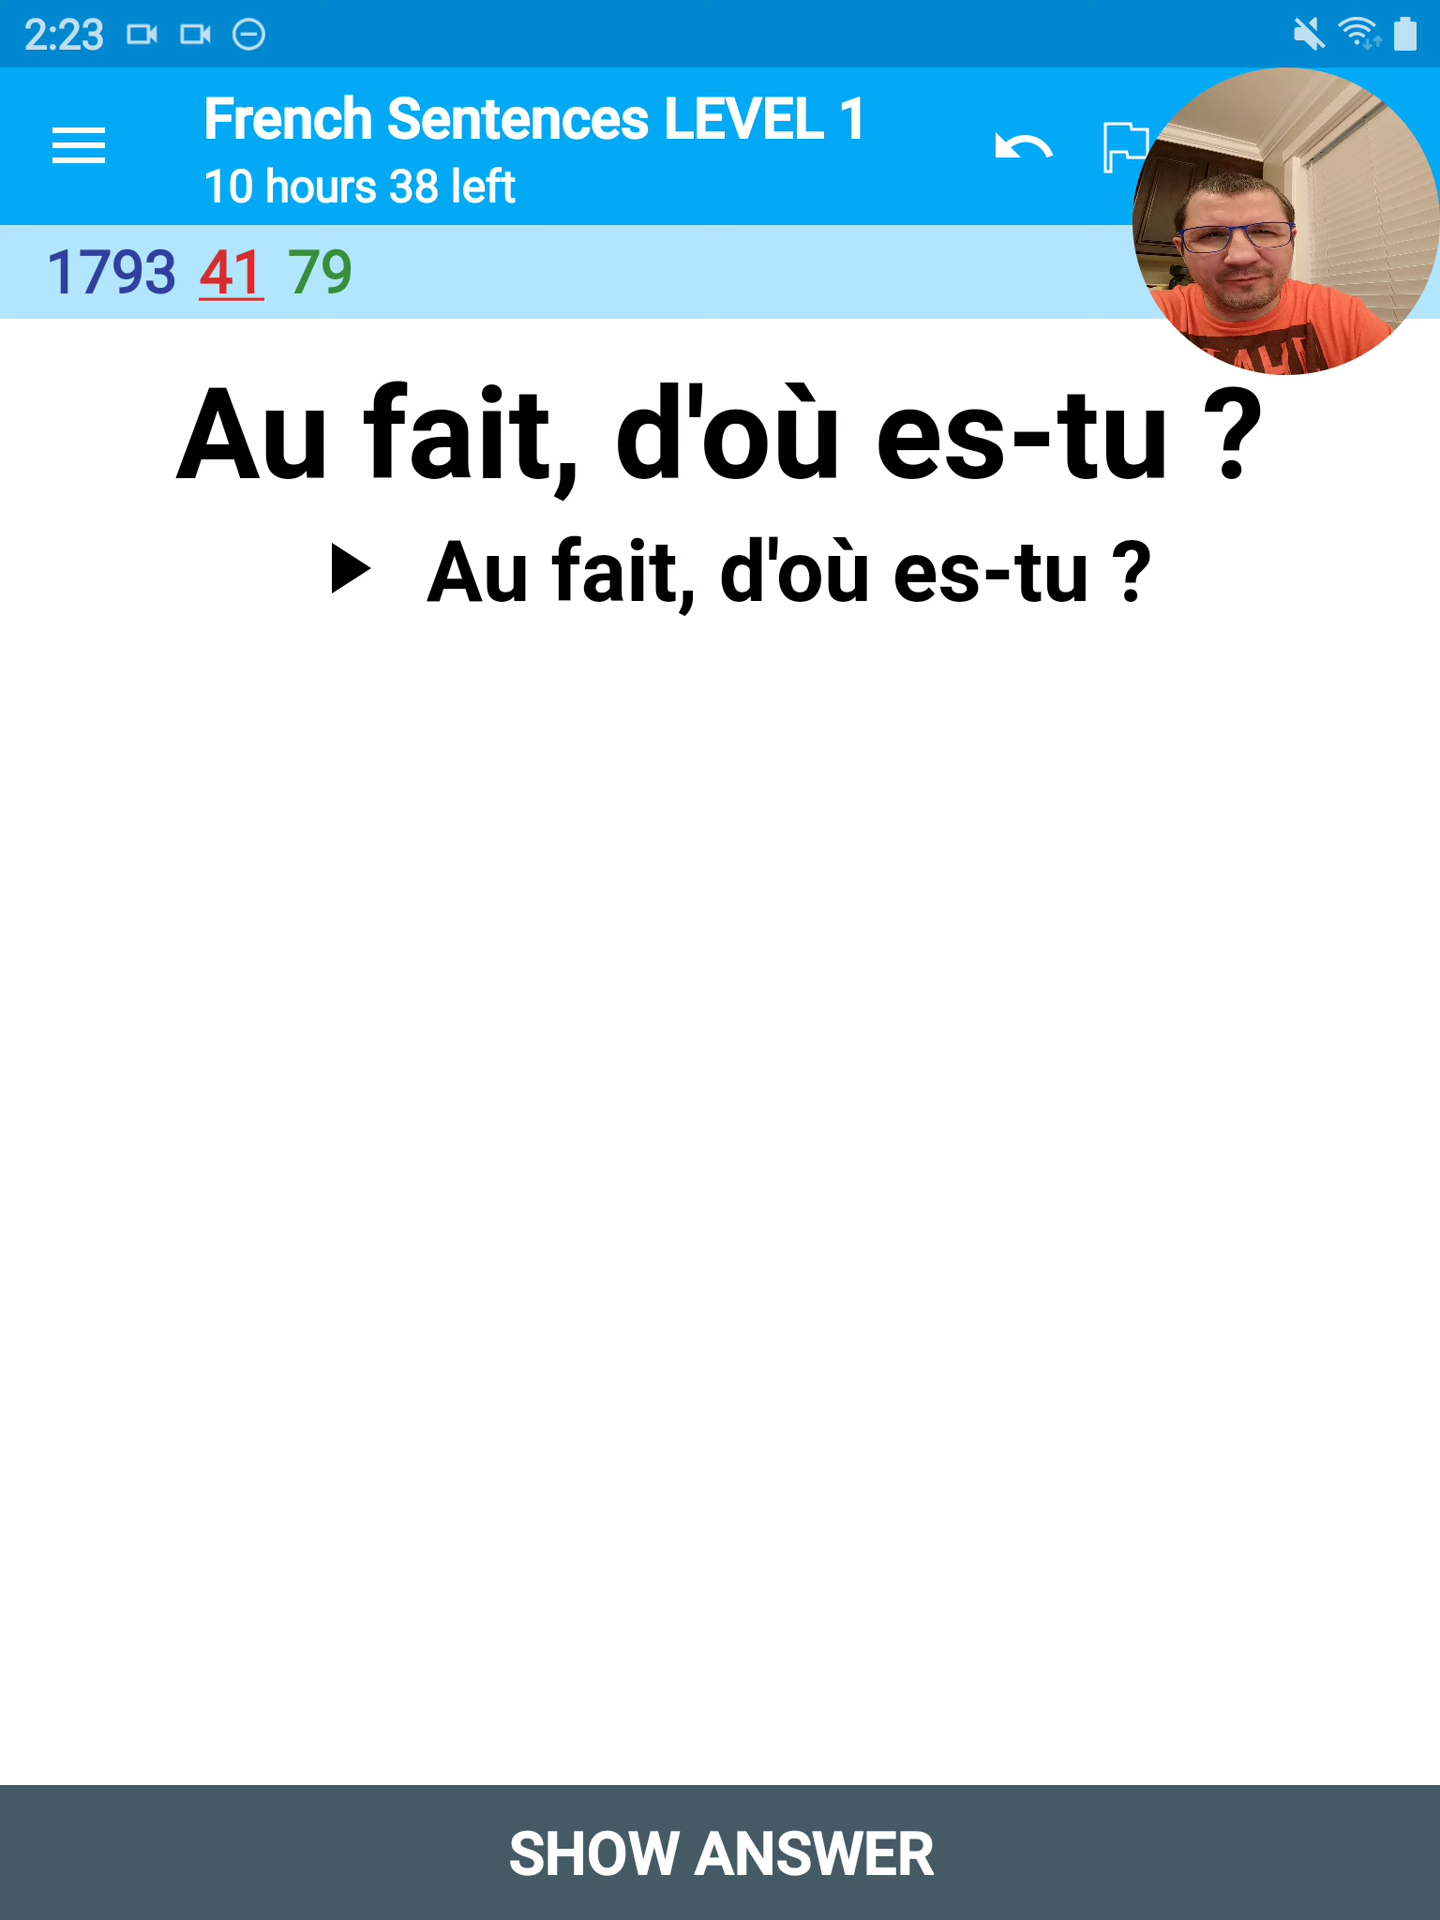 2:23
French Sentences LEVEL 1
10 hours 38 left
1793 41 79
Au fait, d'où es-tu ?
Au fait, d'où es-tu ?
SHOW ANSWER